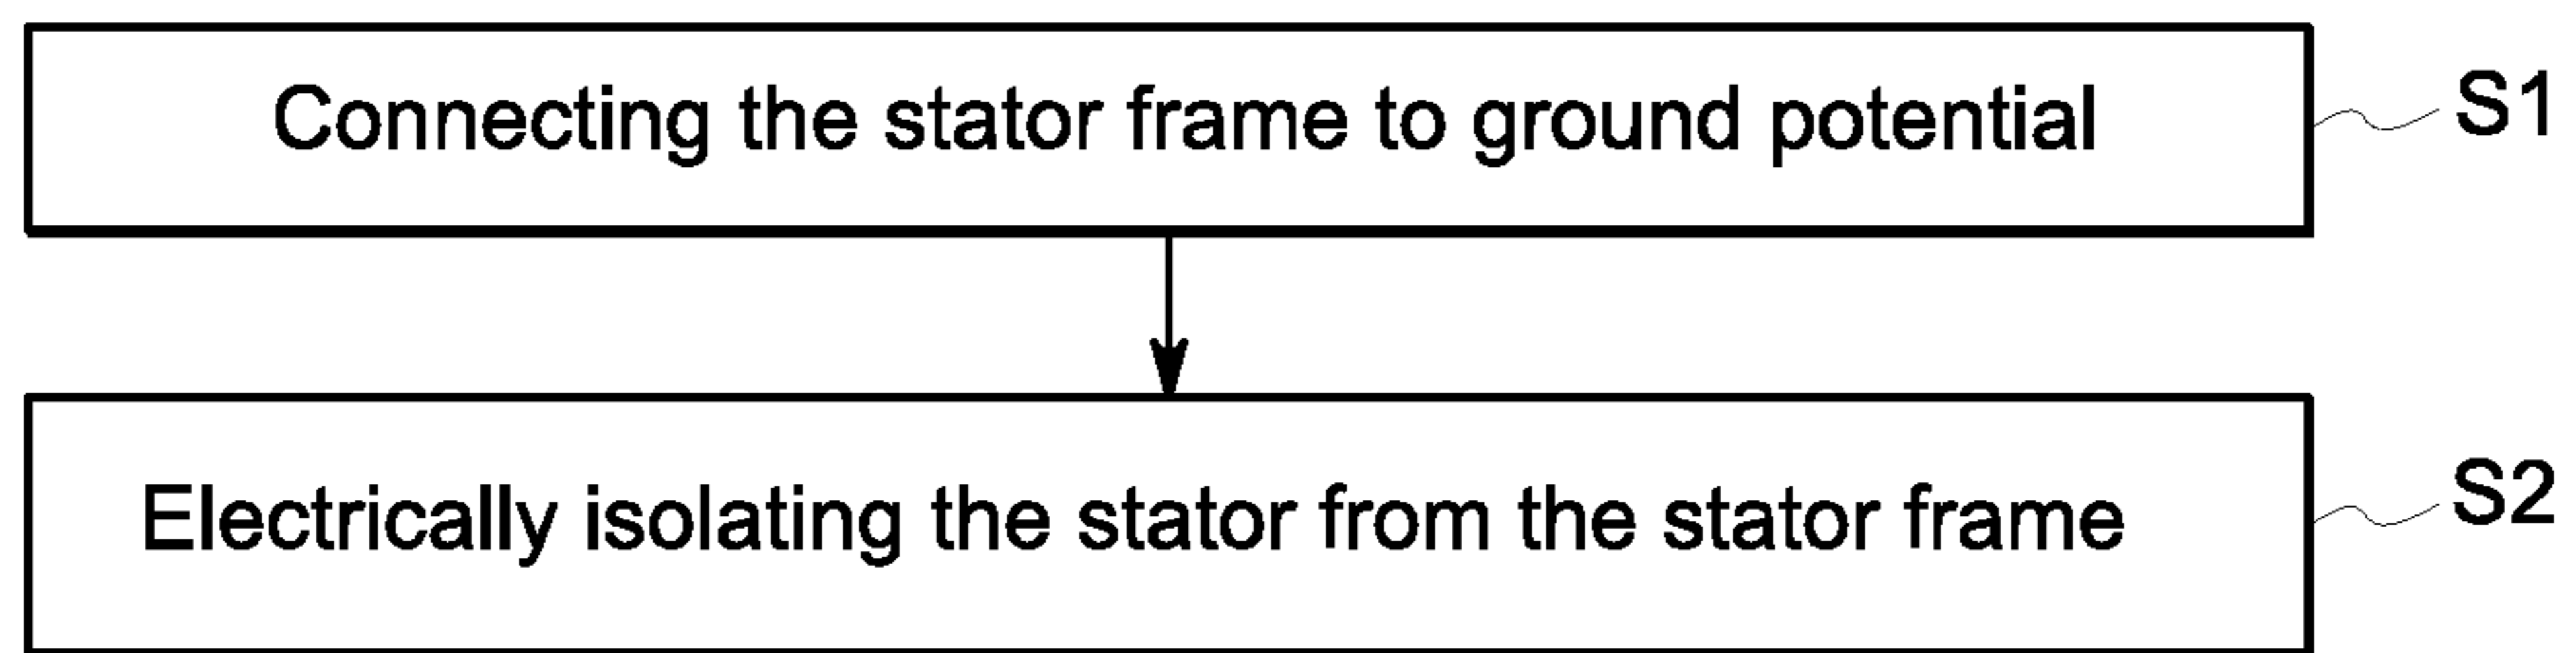 Connecting the stator frame to ground potential S1
Electrically isolating the stator from the stator frame S2